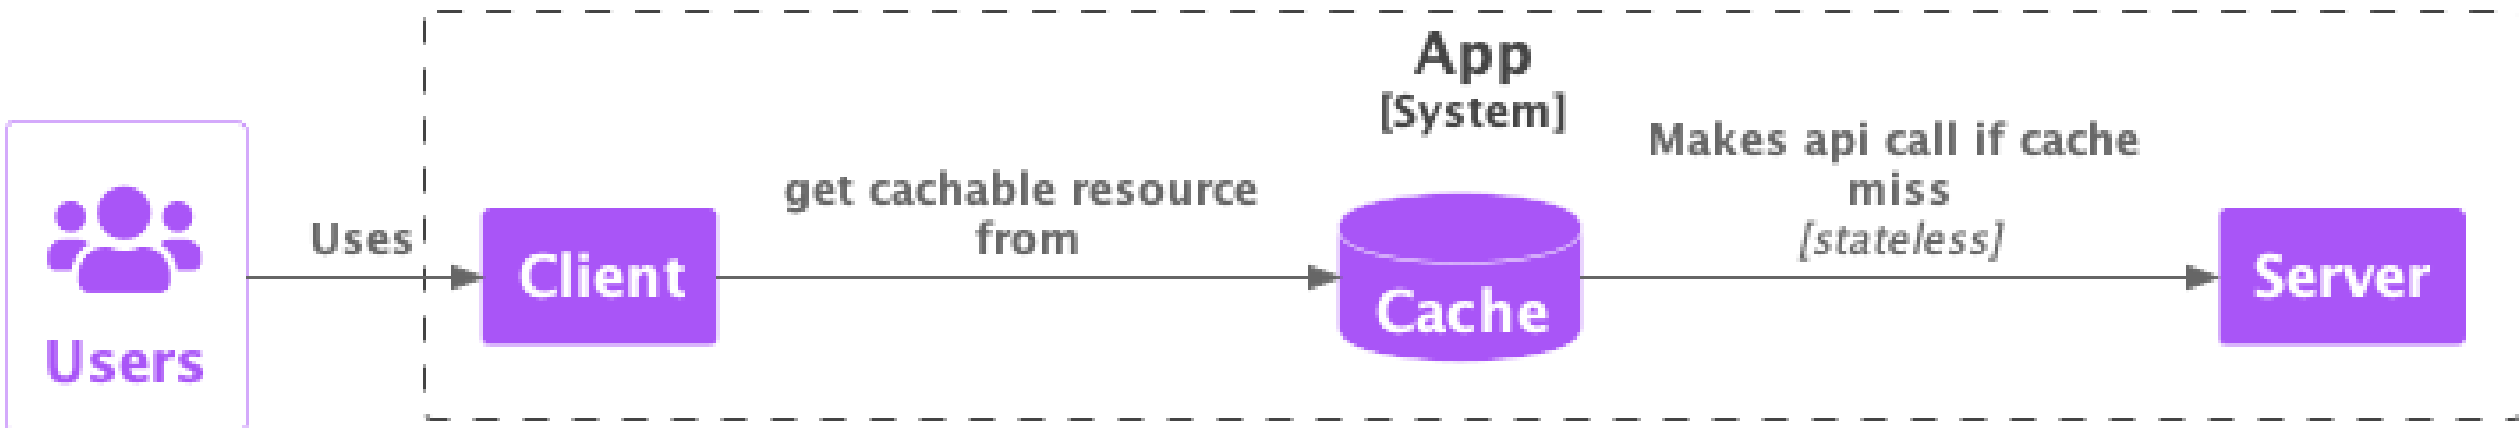 App
[System]
Makes api call if cache
miss
[stateless]
get cachable resource
from
Uses
Client
Cache
Server
Users